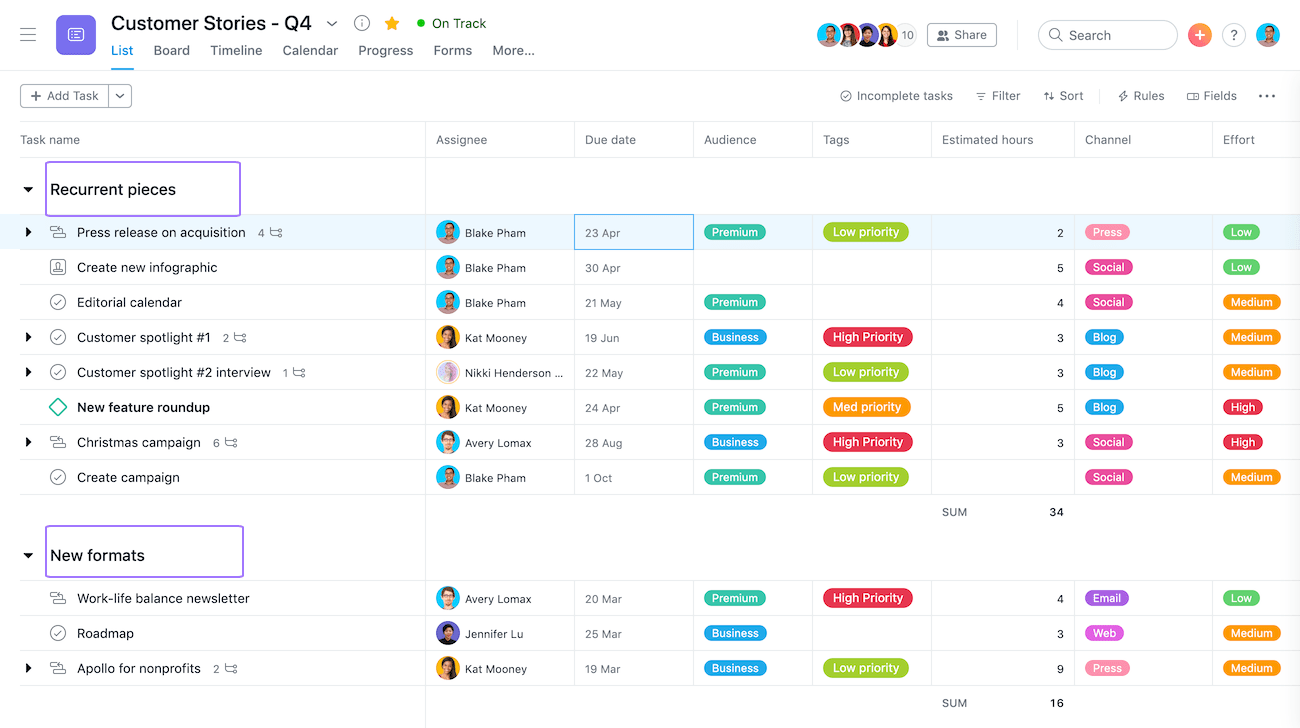 Customer Stories - Q4 On Track
List Board Timeline Calendar Progress Forms More...
10 Share Search + ?
+ Add Task Incomplete tasks Filter Sort Rules Fields ...
Task name Assignee Due date Audience Tags Estimated hours Channel Effort
Recurrent pieces
Press release on acquisition 4 Blake Pham 23 Apr Premium Low priority 2 Press Low
Create new infographic Blake Pham 30 Apr 5 Social Low
Editorial calendar Blake Pham 21 May Premium 4 Social Medium
Customer spotlight #1 2 Kat Mooney 19 Jun Business High Priority 3 Blog Medium
Customer spotlight #2 interview 1 Nikki Henderson ... 22 May Premium Low priority 3 Blog Medium
New feature roundup Kat Mooney 24 Apr Premium Med priority 5 Blog High
Christmas campaign 6 Avery Lomax 28 Aug Business High Priority 3 Social High
Create campaign Blake Pham 1 Oct Premium Low priority Social Medium
SUM 34
New formats
Work-life balance newsletter Avery Lomax 20 Mar Premium High Priority 4 Email Low
Roadmap Jennifer Lu 25 Mar Business 3 Web Medium
Apollo for nonprofits 2 Kat Mooney 19 Mar Business Low priority 9 Press Medium
SUM 16